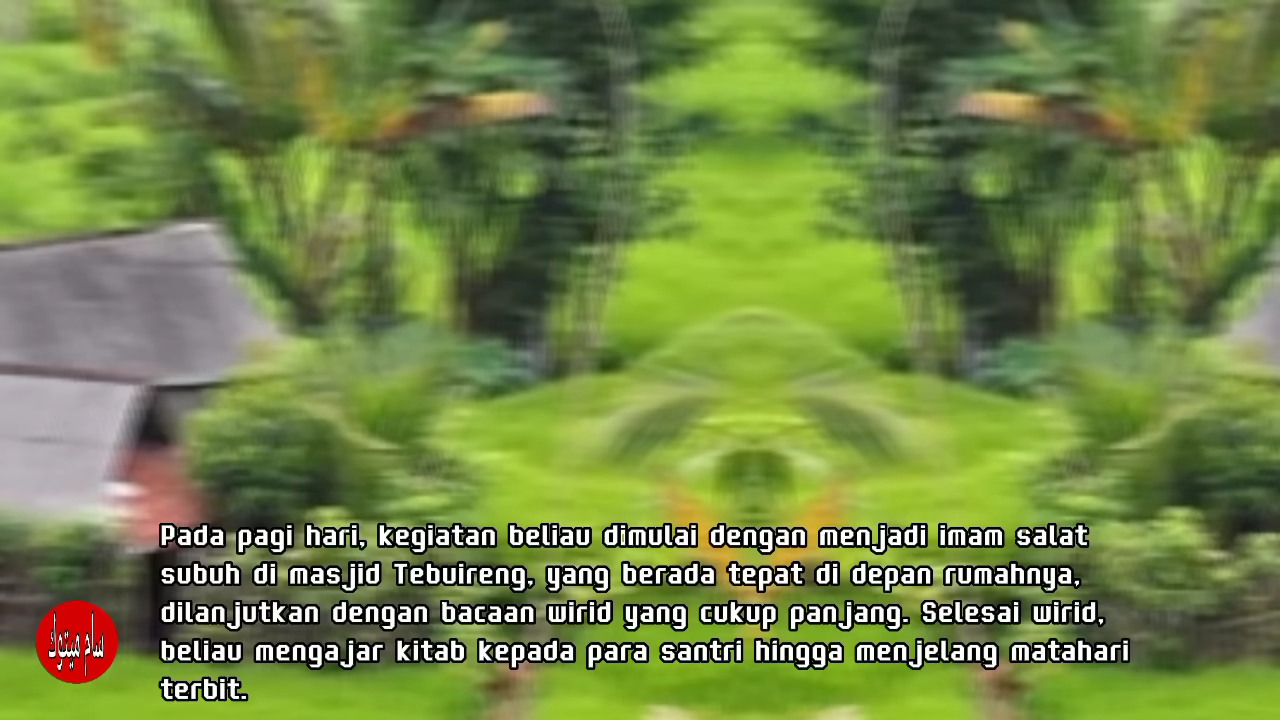 Pada pagi hari, kegiatan beliau dimulai dengan menjadi imam salat
subuh di masjid Tebuireng, yang berada tepat di depan rumahnya,
dilanjutkan dengan bacaan wirid yang cukup panjang. Selesai wirid,
beliau mengajar kitab kepada para santri hingga menjelang matahari
terbit.
سام ميتوك